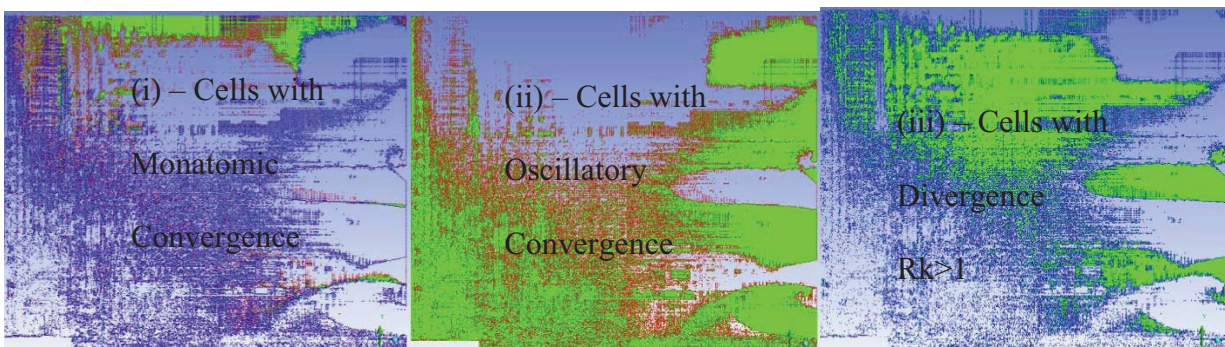 (i) – Cells with
Monatomic
Convergence
(ii) – Cells with
Oscillatory
Convergence
(iii) – Cells with
Divergence
Rk>1